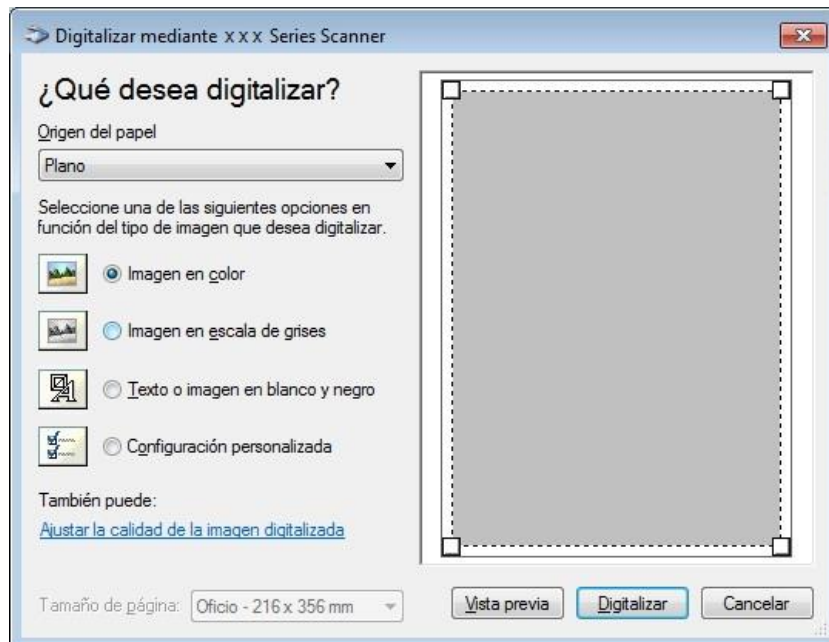 Digitalizar mediante x x x Series Scanner
¿Qué desea digitalizar?
Origen del papel
Plano
Seleccione una de las siguientes opciones en
función del tipo de imagen que desea digitalizar.
Imagen en color
Imagen en escala de grises
Texto o imagen en blanco y negro
Configuración personalizada
También puede:
Ajustar la calidad de la imagen digitalizada
Tamaño de página: Oficio - 216 x 356 mm
Vista previa Digitalizar Cancelar